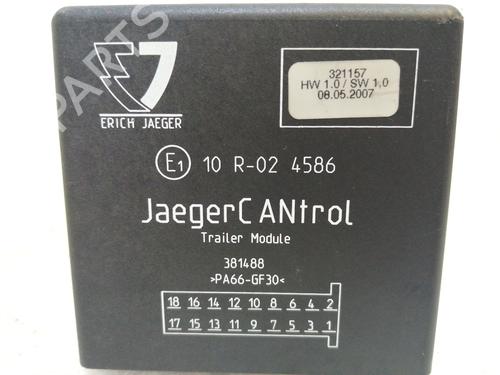 ERICH JAEGER
321157
HW 1.0 / SW 1,0
08.05.2007
E1 10 R-02 4586
JaegerCANtrol
Trailer Module
381488
>PA66-GF30<
18 16 14 12 10 8 6 4 2
17 15 13 11 9 7 5 3 1
PARTS